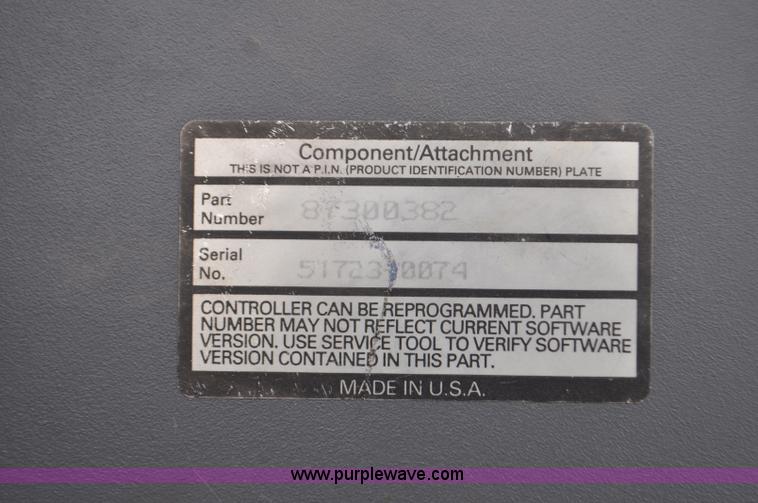 Component/Attachment
THIS IS NOT A P.I.N. (PRODUCT IDENTIFICATION NUMBER) PLATE
Part
Number
87300382
Serial
No.
CONTROLLER CAN BE REPROGRAMMED. PART
NUMBER MAY NOT REFLECT CURRENT SOFTWARE
VERSION. USE SERVICE TOOL TO VERIFY SOFTWARE
VERSION CONTAINED IN THIS PART.
MADE IN U.S.A.
www.purplewave.com